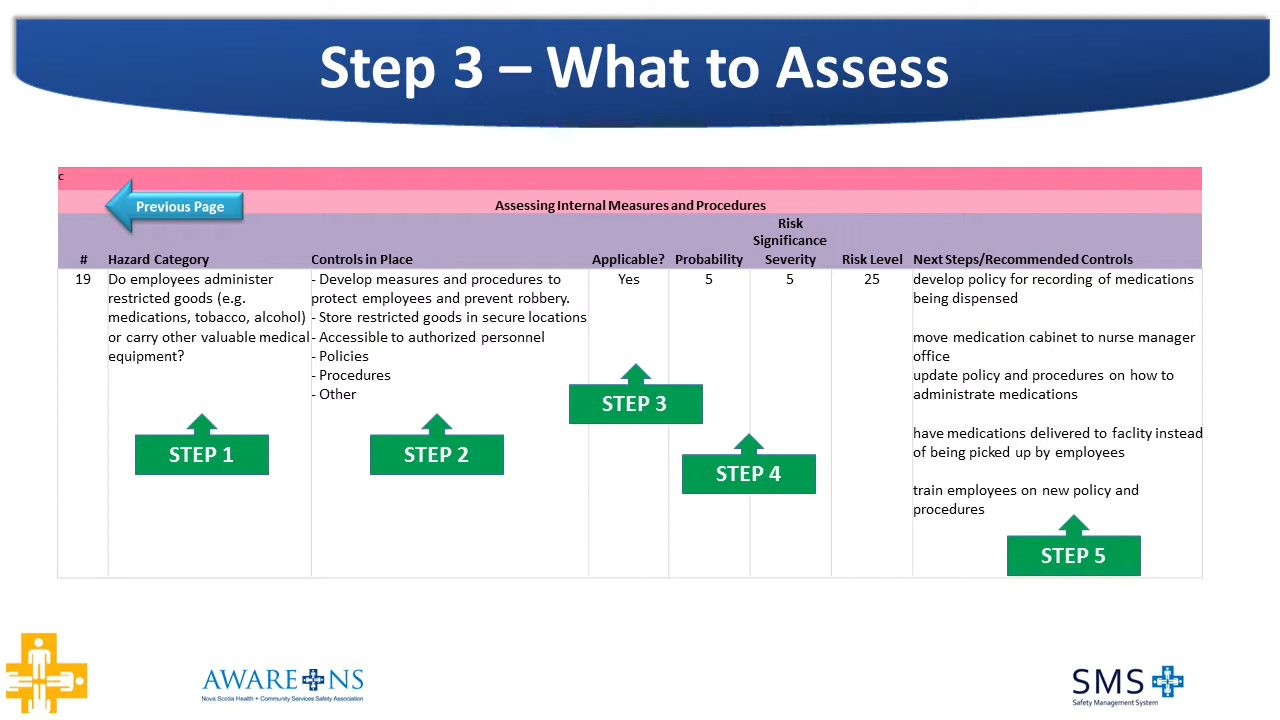 Step 3 – What to Assess
c
Previous Page
Assessing Internal Measures and Procedures
Risk
Significance
# Hazard Category Controls in Place Applicable? Probability Severity Risk Level Next Steps/Recommended Controls
19
Do employees administer
restricted goods (e.g.
medications, tobacco, alcohol)
or carry other valuable medical
equipment?
- Develop measures and procedures to
protect employees and prevent robbery.
- Store restricted goods in secure locations
- Accessible to authorized personnel
- Policies
- Procedures
- Other
Yes
5
5
25
develop policy for recording of medications
being dispensed
move medication cabinet to nurse manager
office
update policy and procedures on how to
administrate medications
have medications delivered to faclity instead
of being picked up by employees
train employees on new policy and
procedures
STEP 1
STEP 2
STEP 3
STEP 4
STEP 5
AWARE NS
Nova Scotia Health + Community Services Safety Association
SMS
Safety Management System